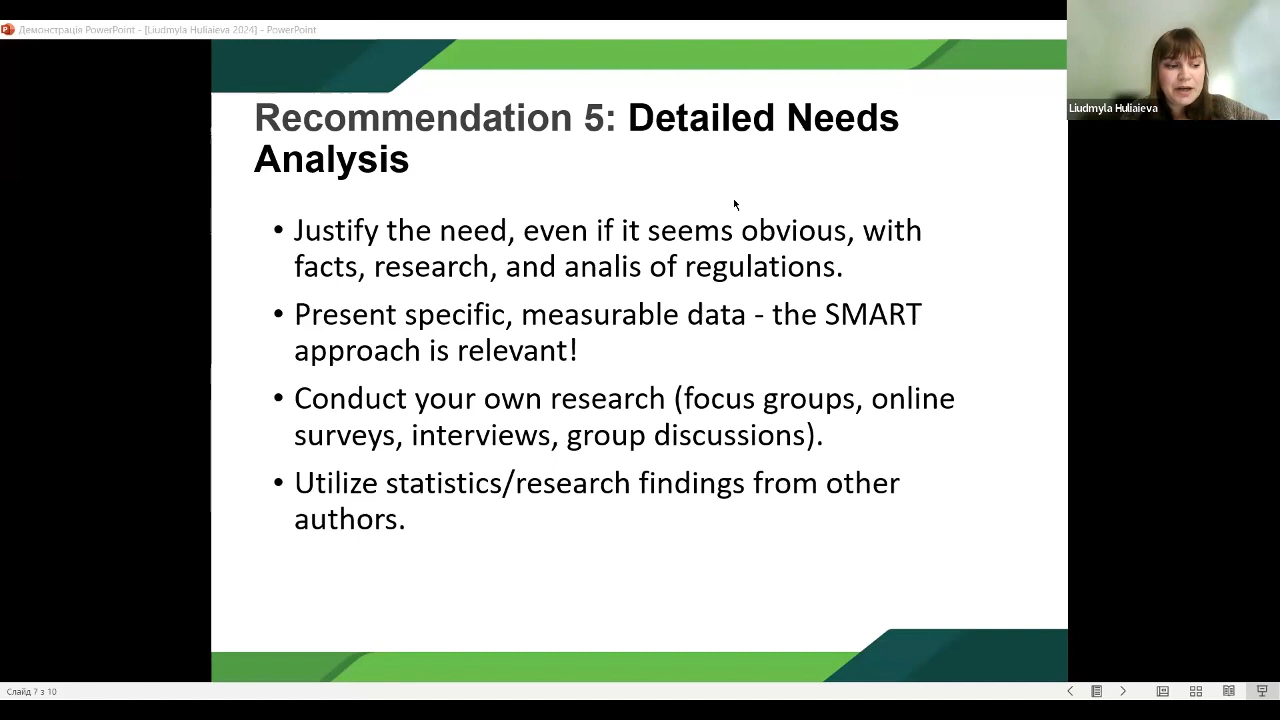 Демонстрація PowerPoint - [Liudmyla Huliaieva 2024] - PowerPoint
Liudmyla Huliaieva
Recommendation 5: Detailed Needs
Analysis
• Justify the need, even if it seems obvious, with
facts, research, and analis of regulations.
• Present specific, measurable data - the SMART
approach is relevant!
• Conduct your own research (focus groups, online
surveys, interviews, group discussions).
• Utilize statistics/research findings from other
authors.
Слайд 7 з 10